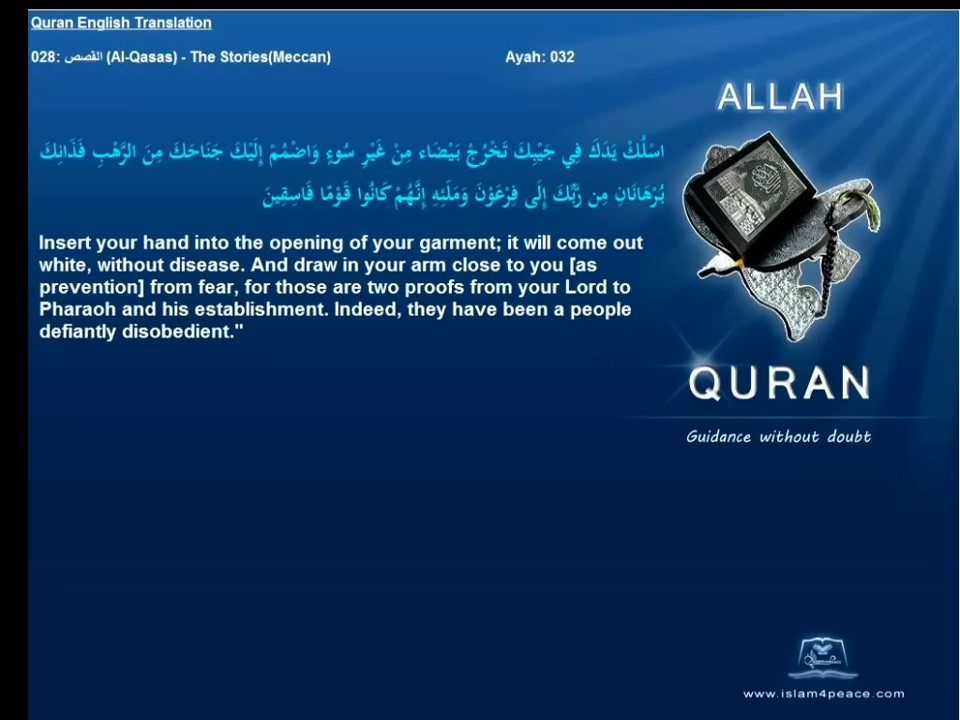 Quran English Translation
028: القصص (Al-Qasas) - The Stories(Meccan) Ayah: 032
ALLAH
اسْلُكْ يَدَكَ فِي جَيْبِكَ تَخْرُجْ بَيْضَاء مِنْ غَيْرِ سُوءٍ وَاضْمُمْ إِلَيْكَ جَنَاحَكَ مِنَ الرَّهْبِ فَذَانِكَ
بُرْهَانَانِ مِن رَّبِّكَ إِلَى فِرْعَوْنَ وَمَلَئِهِ إِنَّهُمْ كَانُوا قَوْمًا فَاسِقِينَ
Insert your hand into the opening of your garment; it will come out
white, without disease. And draw in your arm close to you [as
prevention] from fear, for those are two proofs from your Lord to
Pharaoh and his establishment. Indeed, they have been a people
defiantly disobedient."
QURAN
Guidance without doubt
www.islam4peace.com